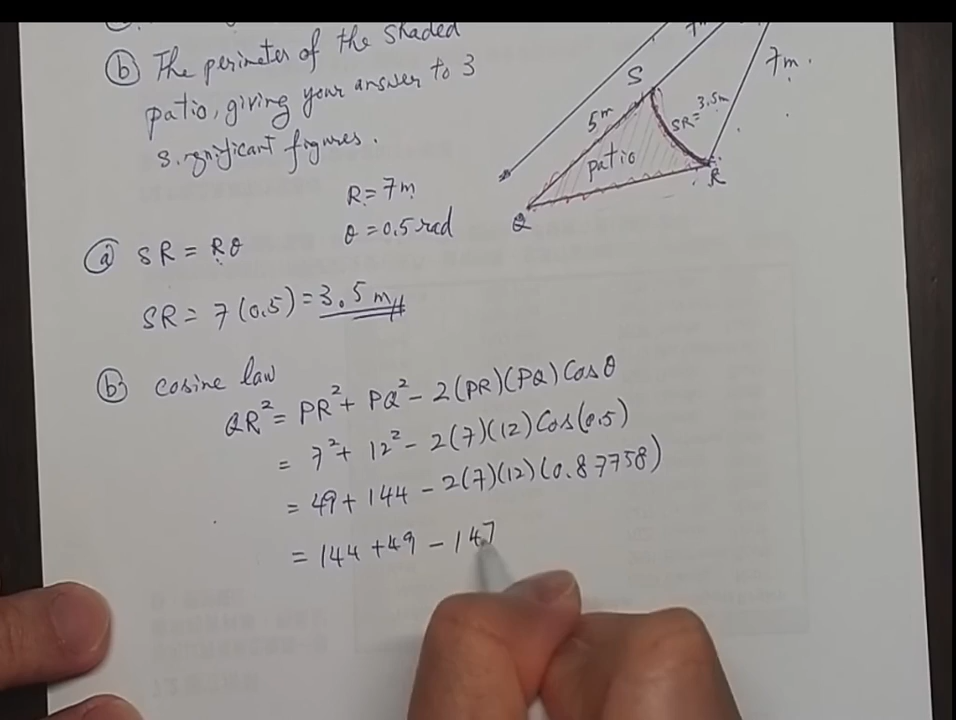 ⓑ The perimeter of the shaded
patio, giving your answer to 3
significant figures.
R = 7m
θ = 0.5 rad
ⓐ SR = Rθ
SR = 7(0.5) = 3.5 m
ⓑ cosine law
QR² = PR² + PQ² - 2(PR)(PQ) Cos θ
= 7² + 12² - 2(7)(12) Cos(0.5)
= 49 + 144 - 2(7)(12)(0.87758)
= 144 + 49 - 147
7m
7m.
S
5m
SR = 3.5m
patio
R
Q